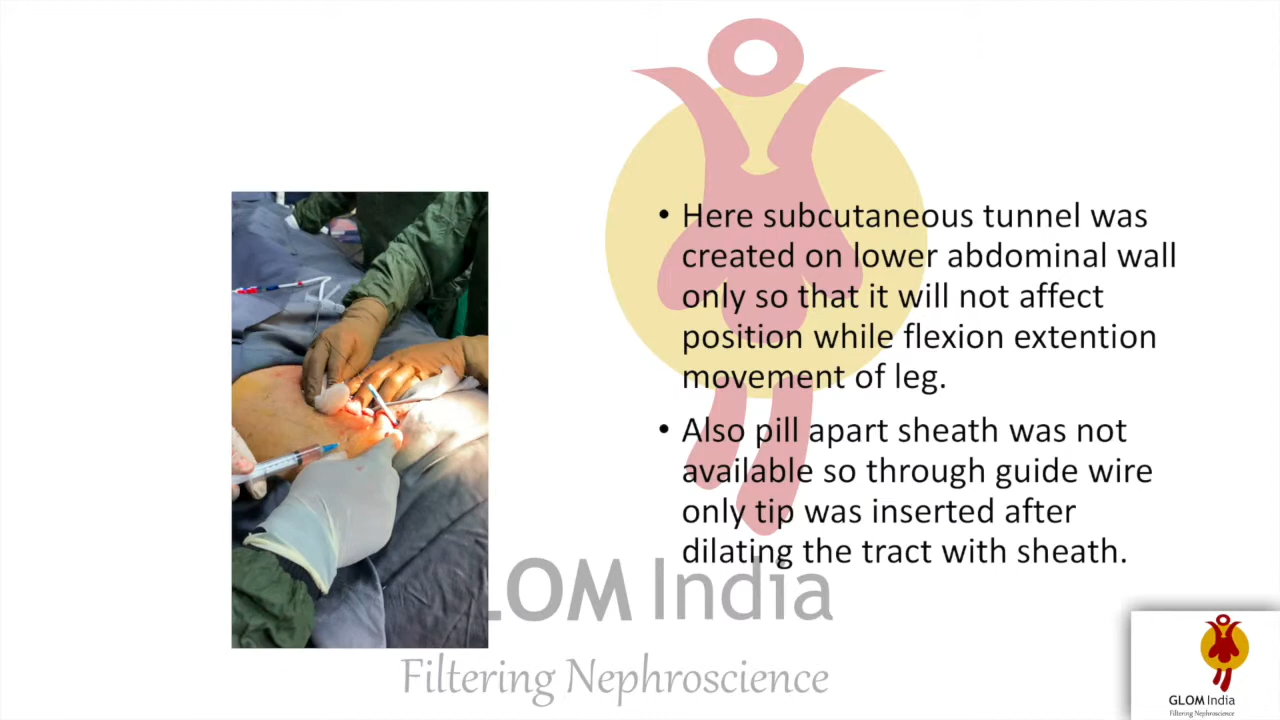 • Here subcutaneous tunnel was
created on lower abdominal wall
only so that it will not affect
position while flexion extention
movement of leg.
• Also pill apart sheath was not
available so through guide wire
only tip was inserted after
dilating the tract with sheath.
LOM India
Filtering Nephroscience
GLOM India
Filtering Nephroscience